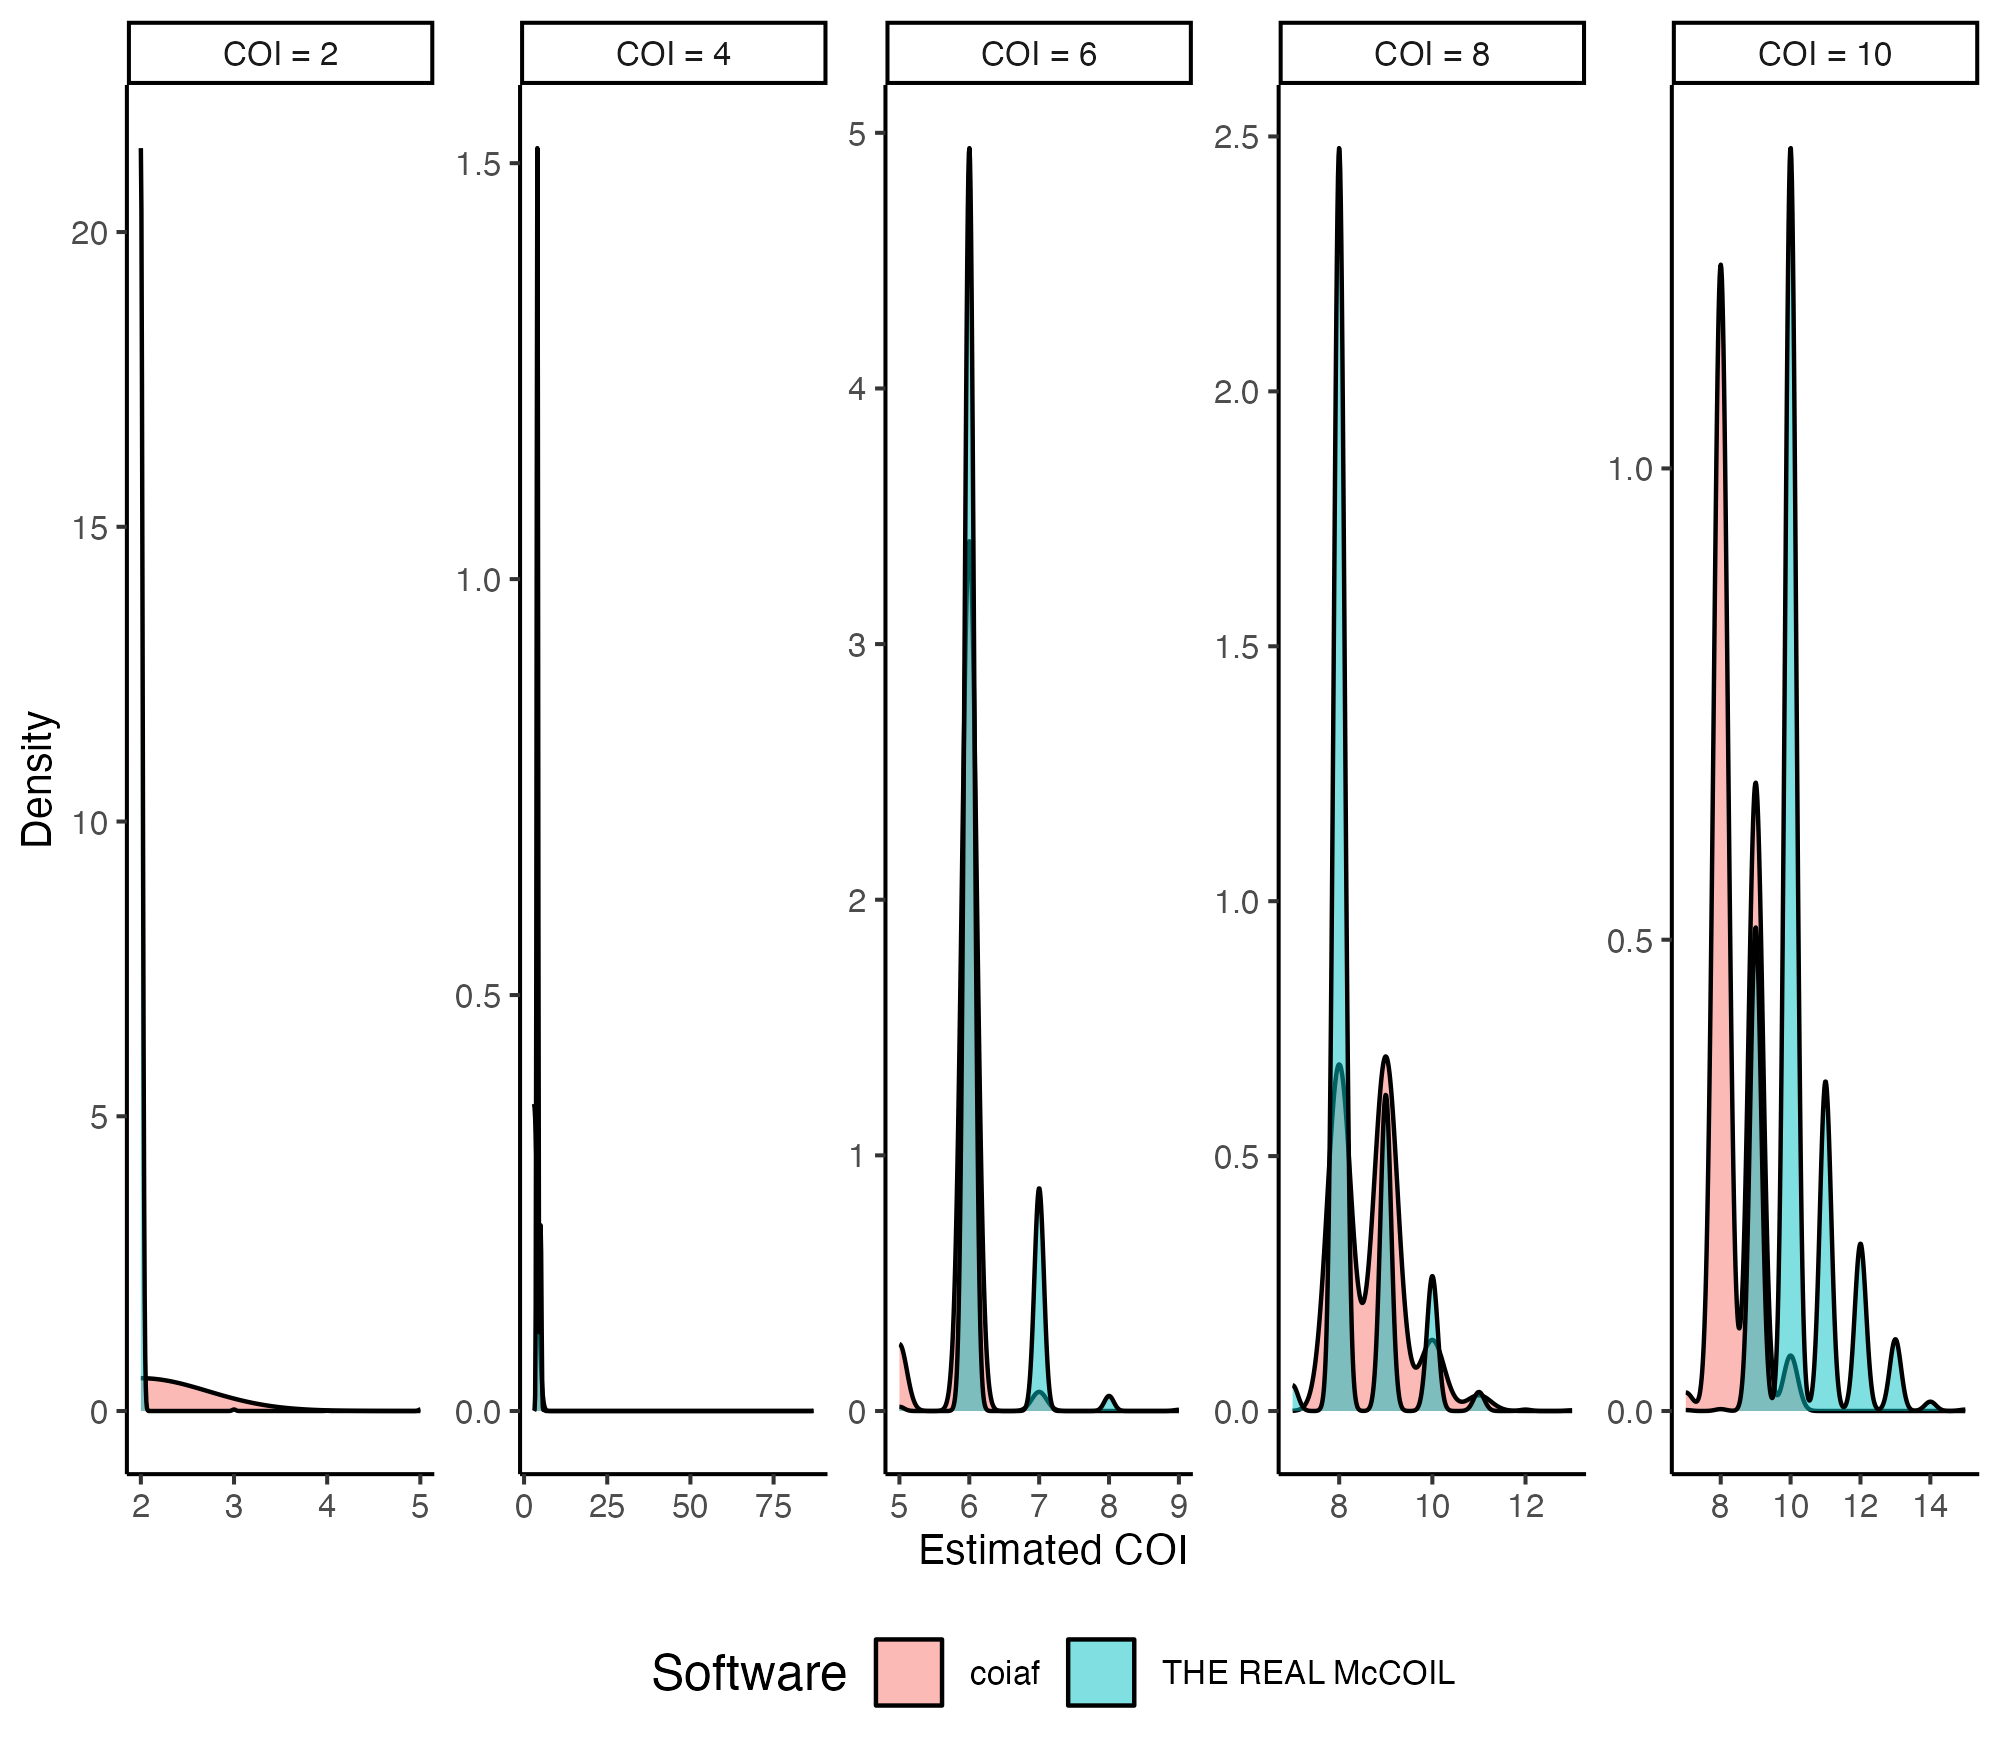 COI = 2
COI = 4
COI = 6
COI = 8
COI = 10
Density
20
15
10
5
0
2 3 4 5
1.5
1.0
0.5
0.0
0 25 50 75
5
4
3
2
1
0
5 6 7 8 9
2.5
2.0
1.5
1.0
0.5
0.0
8 10 12
1.0
0.5
0.0
8 10 12 14
Estimated COI
Software coiaf THE REAL McCOIL